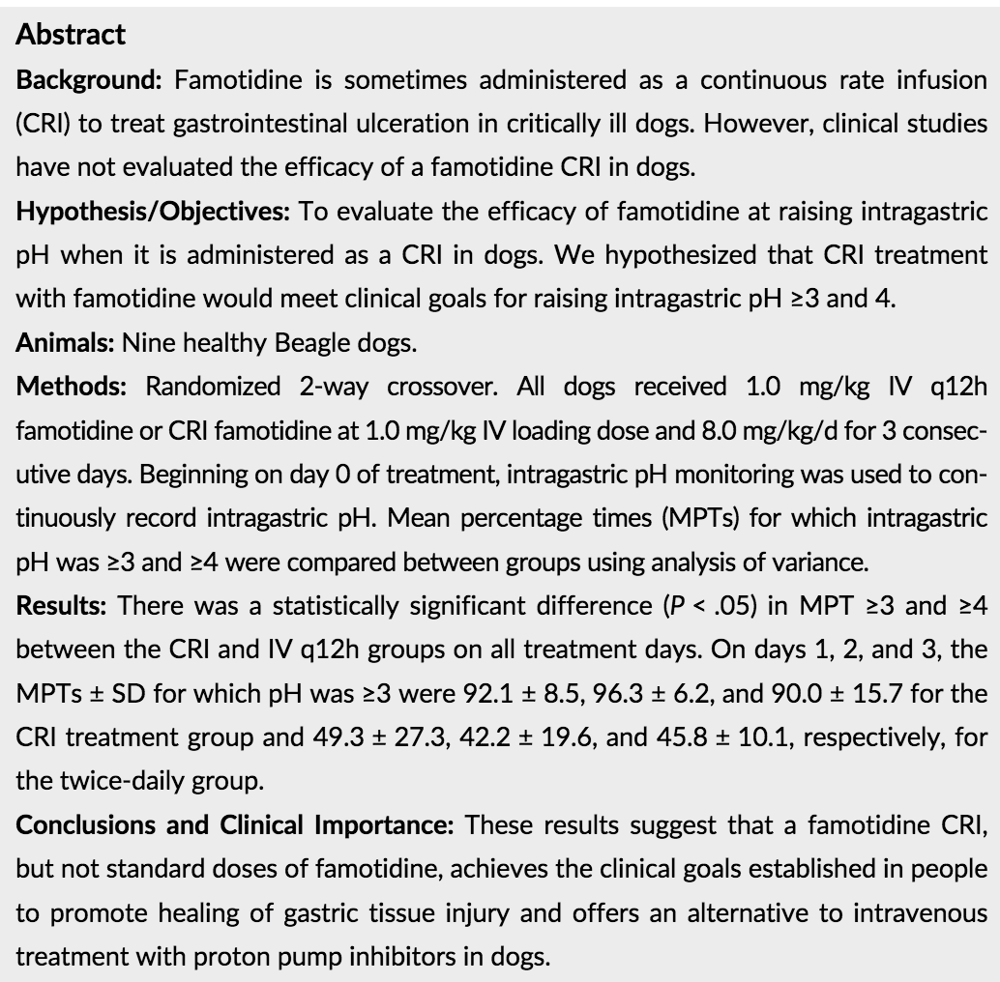 Abstract
Background: Famotidine is sometimes administered as a continuous rate infusion
(CRI) to treat gastrointestinal ulceration in critically ill dogs. However, clinical studies
have not evaluated the efficacy of a famotidine CRI in dogs.
Hypothesis/Objectives: To evaluate the efficacy of famotidine at raising intragastric
pH when it is administered as a CRI in dogs. We hypothesized that CRI treatment
with famotidine would meet clinical goals for raising intragastric pH ≥3 and 4.
Animals: Nine healthy Beagle dogs.
Methods: Randomized 2-way crossover. All dogs received 1.0 mg/kg IV q12h
famotidine or CRI famotidine at 1.0 mg/kg IV loading dose and 8.0 mg/kg/d for 3 consec-
utive days. Beginning on day 0 of treatment, intragastric pH monitoring was used to con-
tinuously record intragastric pH. Mean percentage times (MPTs) for which intragastric
pH was ≥3 and ≥4 were compared between groups using analysis of variance.
Results: There was a statistically significant difference (P < .05) in MPT ≥3 and ≥4
between the CRI and IV q12h groups on all treatment days. On days 1, 2, and 3, the
MPTs ± SD for which pH was ≥3 were 92.1 ± 8.5, 96.3 ± 6.2, and 90.0 ± 15.7 for the
CRI treatment group and 49.3 ± 27.3, 42.2 ± 19.6, and 45.8 ± 10.1, respectively, for
the twice-daily group.
Conclusions and Clinical Importance: These results suggest that a famotidine CRI,
but not standard doses of famotidine, achieves the clinical goals established in people
to promote healing of gastric tissue injury and offers an alternative to intravenous
treatment with proton pump inhibitors in dogs.